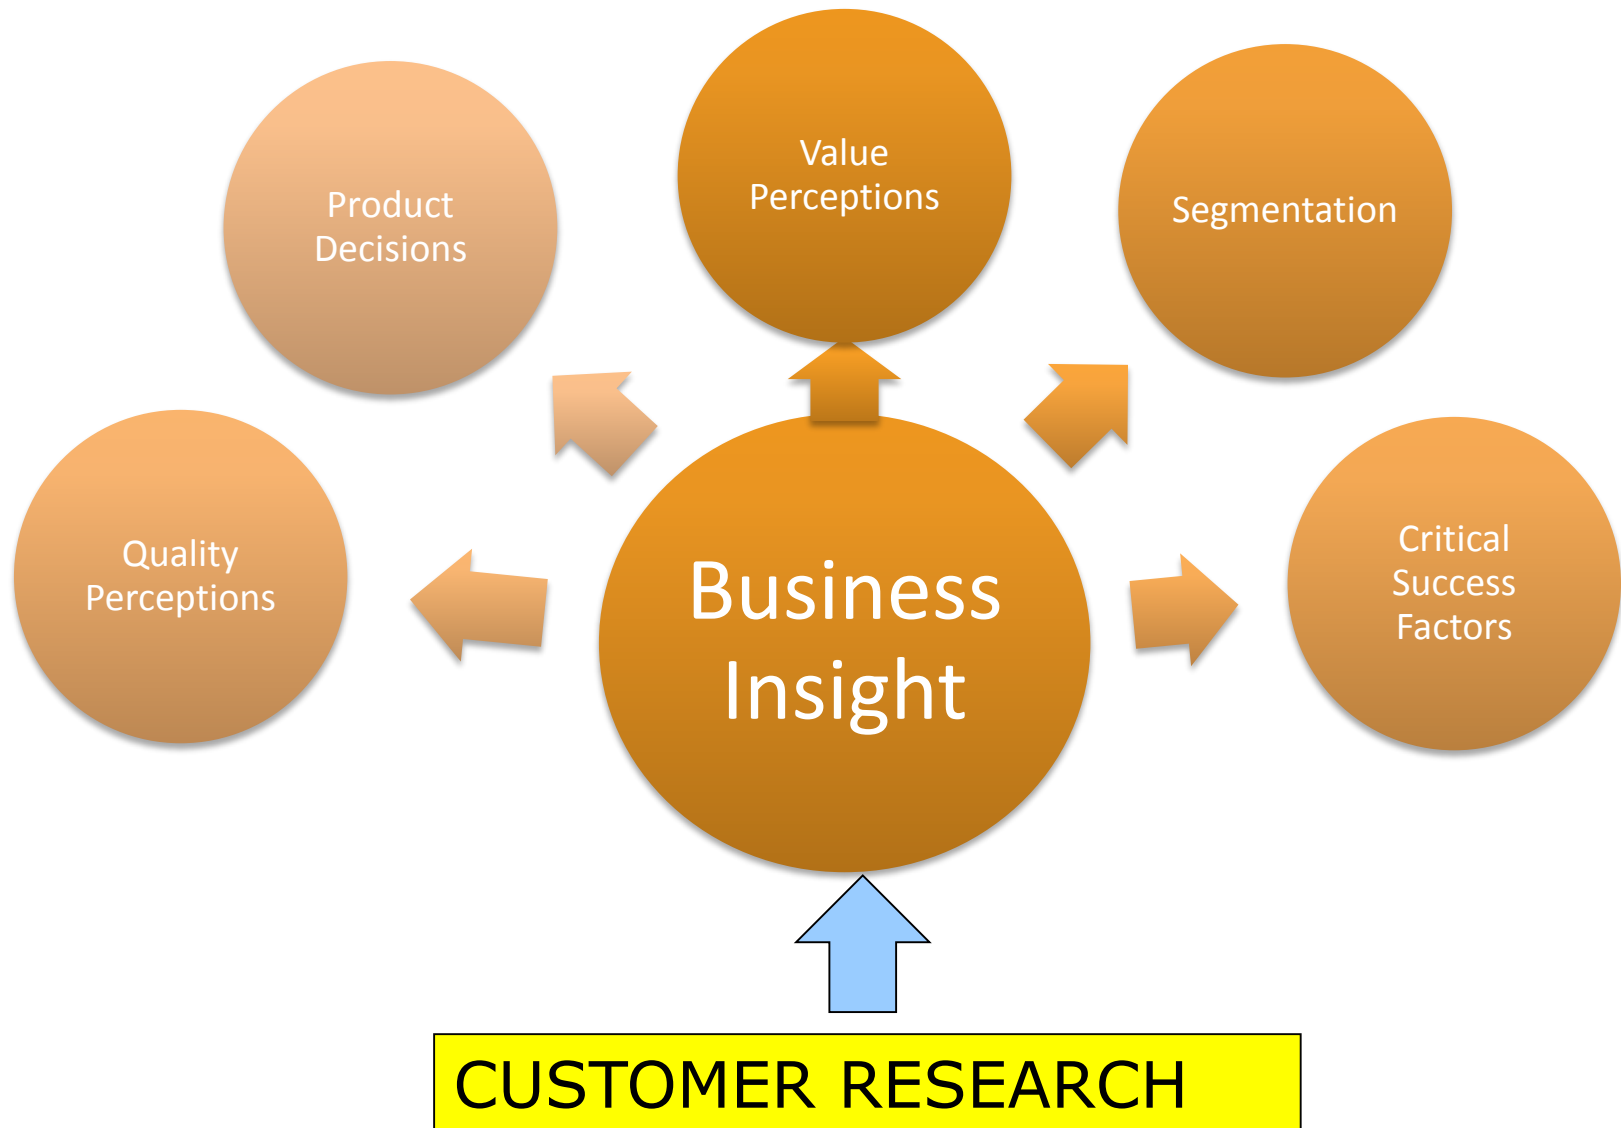 Value
Perceptions
Product
Decisions
Segmentation
Quality
Perceptions
Critical
Success
Factors
Business
Insight
CUSTOMER RESEARCH